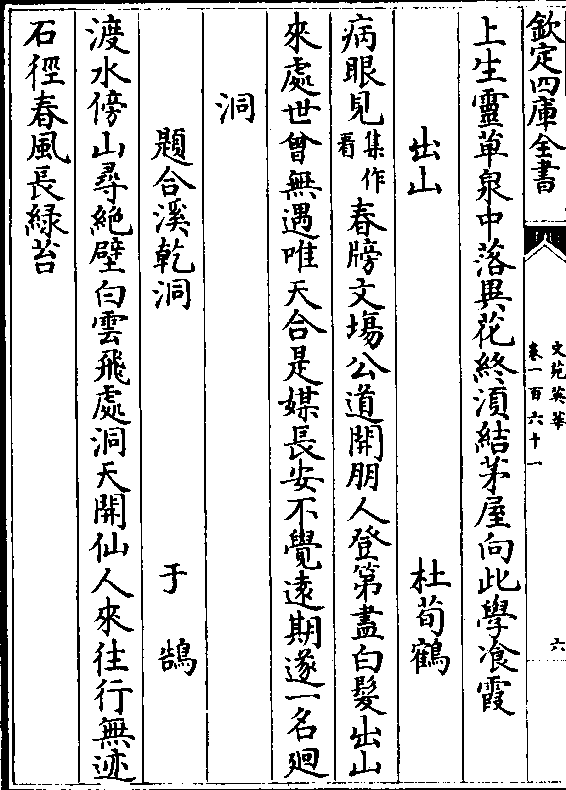 欽定四庫全書
文苑英華
卷一百六十一
六
上生靈草泉中落異花終須結茅屋向此學飡霞
出山 杜荀鶴
病眼見集作看春牓文塲公道開朋人登第盡白髮出山
來處世曾無遇唯天合是媒長安不覺遠期遂一名廻
洞
題合溪乾洞 于鵠
渡水傍山尋絶壁白雲飛處洞天開仙人來往行無迹
石徑春風長緑苔